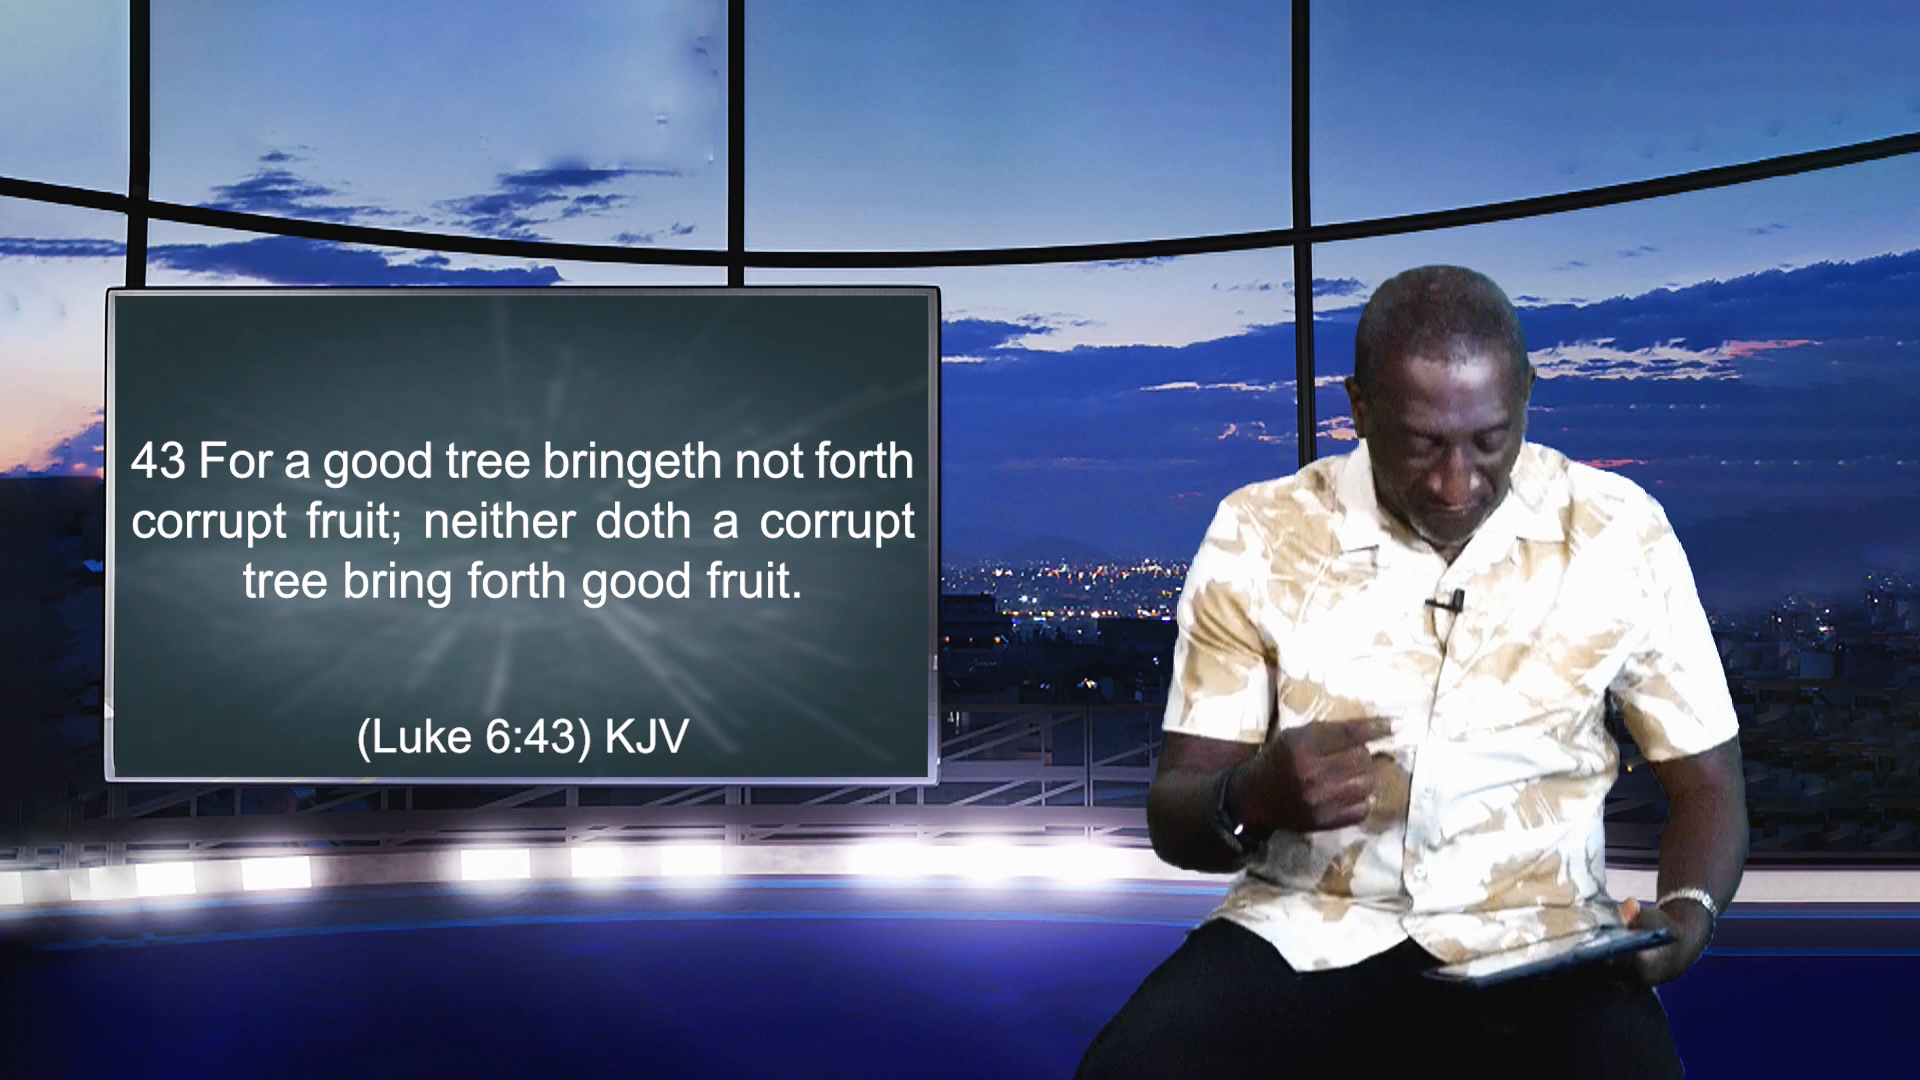 43 For a good tree bringeth not forth
corrupt fruit; neither doth a corrupt
tree bring forth good fruit.
(Luke 6:43) KJV